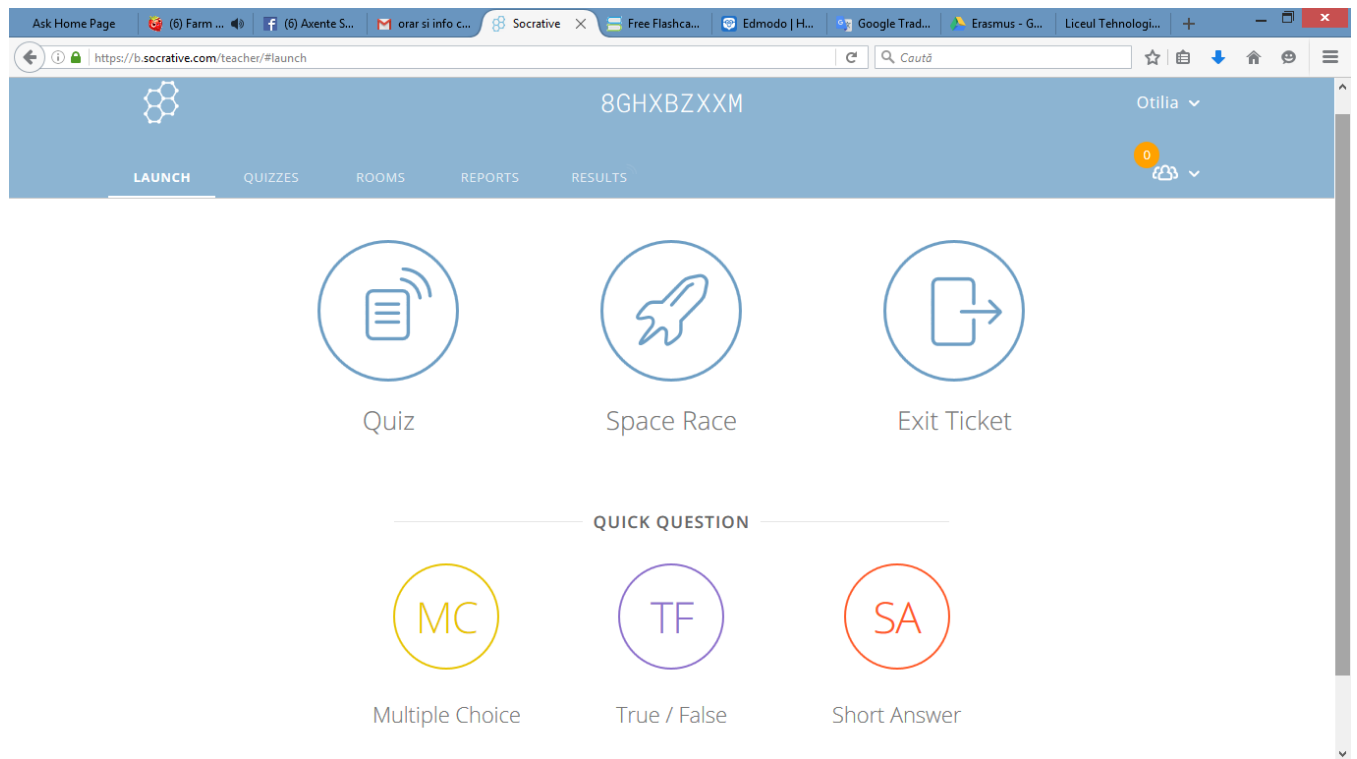 Ask Home Page (6) Farm ... (6) Axente S... orar si info c... Socrative Free Flashca... Edmodo | H... Google Trad... Erasmus - G... Liceul Tehnologi...
https://b.socrative.com/teacher/#launch Caută
8GHXBZXXM Otilia
0
LAUNCH QUIZZES ROOMS REPORTS RESULTS
Quiz Space Race Exit Ticket
QUICK QUESTION
MC TF SA
Multiple Choice True / False Short Answer